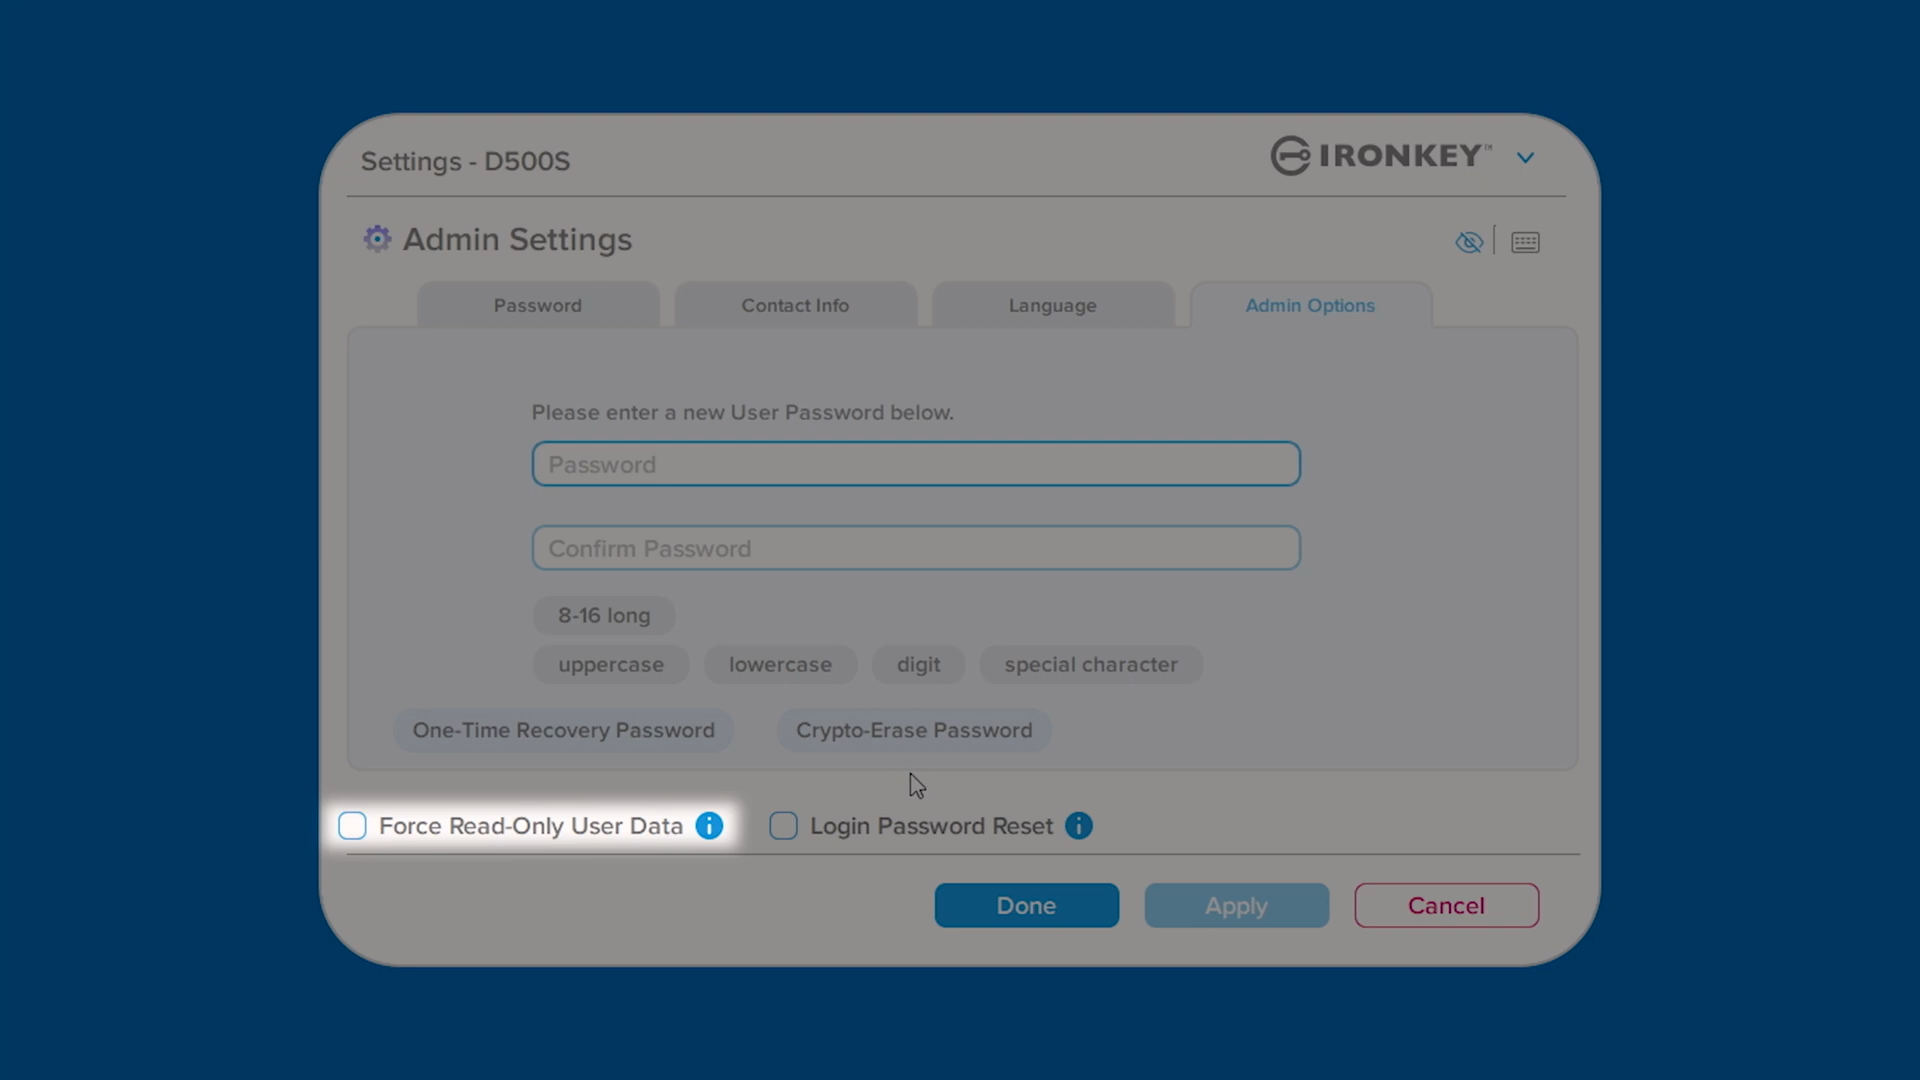 Settings - D500S
IRONKEY™
Admin Settings
Password
Contact Info
Language
Admin Options
Please enter a new User Password below.
Password
Confirm Password
8-16 long
uppercase
lowercase
digit
special character
One-Time Recovery Password
Crypto-Erase Password
Force Read-Only User Data
Login Password Reset
Done
Apply
Cancel